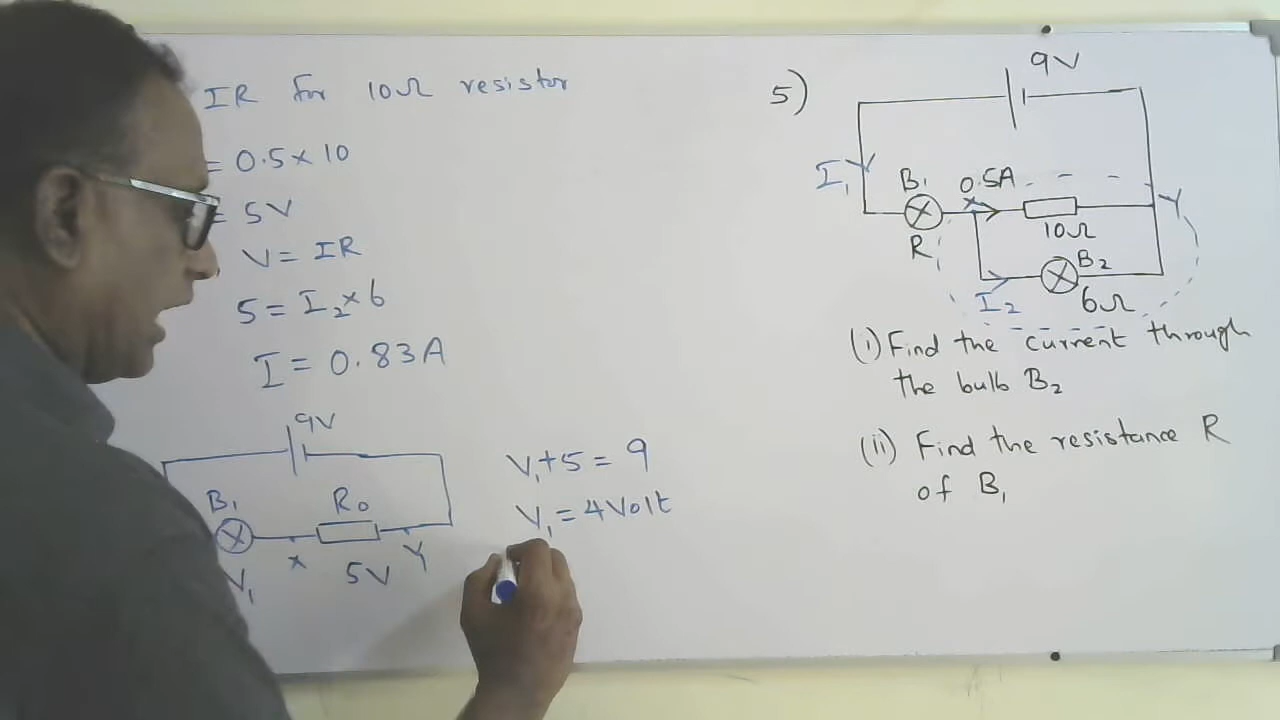 IR for 10Ω resistor
= 0.5 × 10
= 5V
V = IR
5 = I₂ × 6
I = 0.83A
9V
B₁
R₀
X
Y
V₁
5V
V₁ + 5 = 9
V₁ = 4 Volt
5)
9V
I₁
B₁
0.5A
X
Y
R
10Ω
B₂
I₂
6Ω
(i) Find the current through
the bulb B₂
(ii) Find the resistance R
of B₁